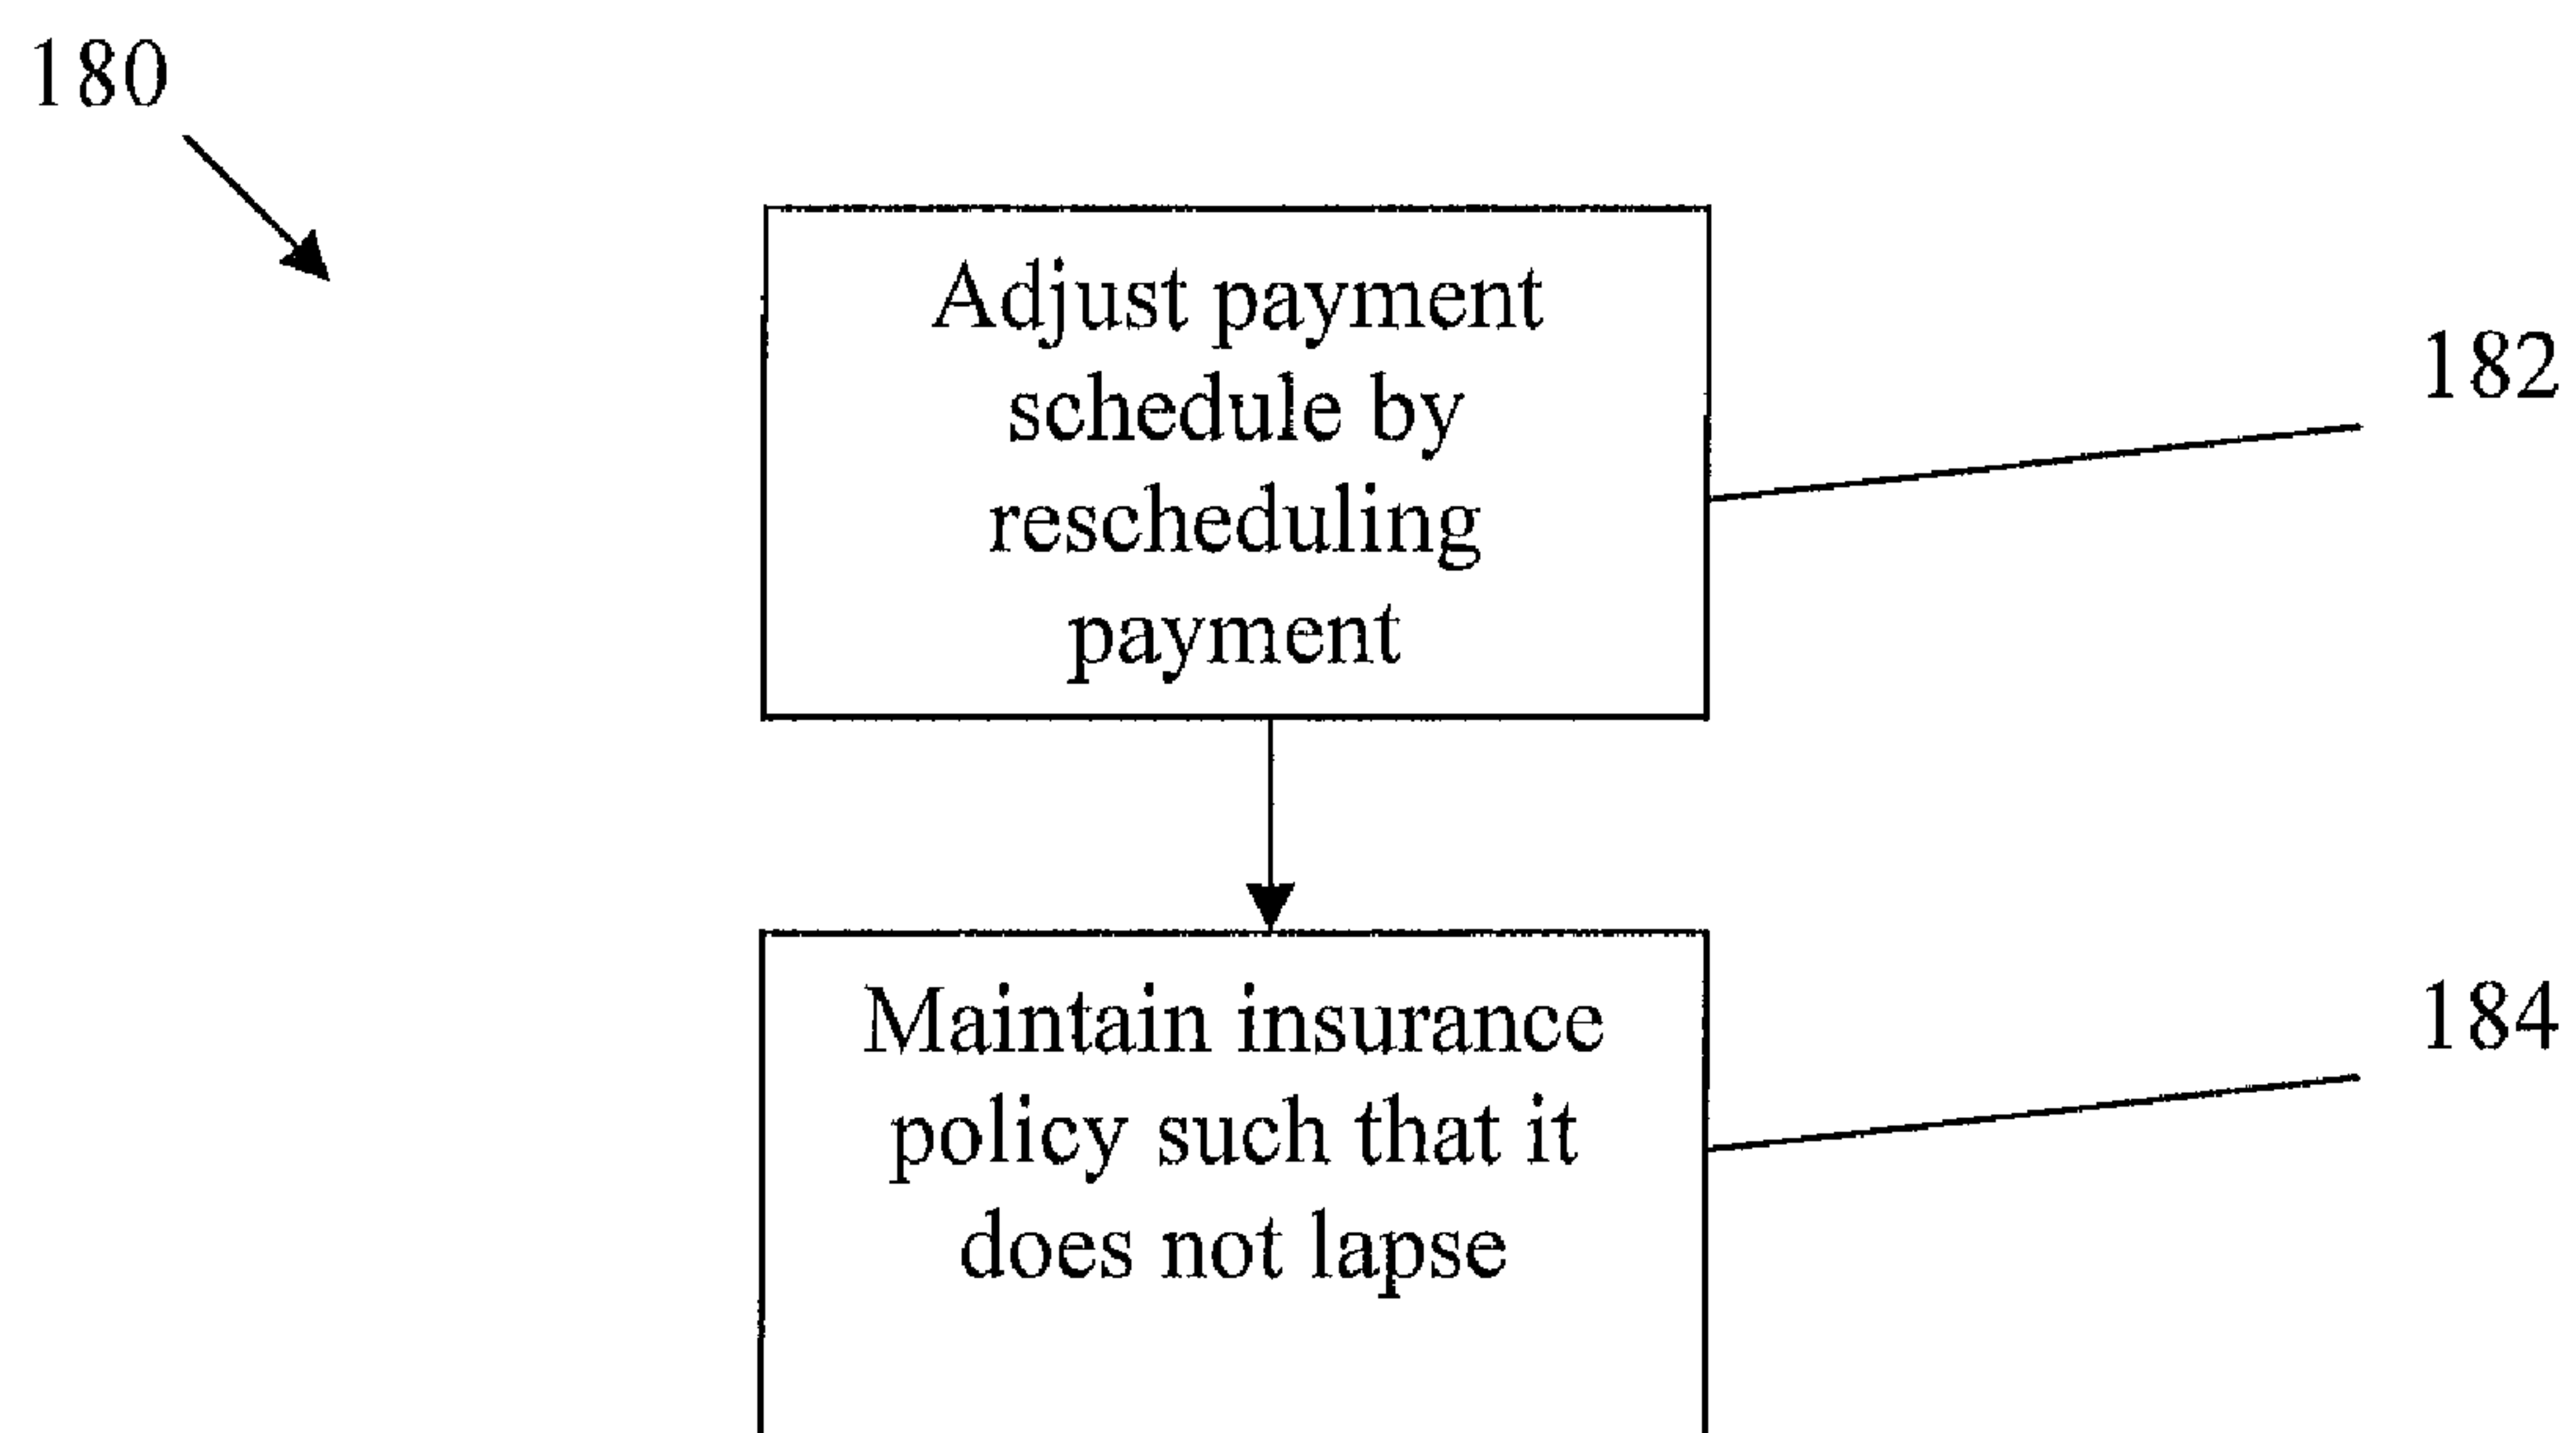 180
Adjust payment
schedule by
rescheduling
payment
182
Maintain insurance
policy such that it
does not lapse
184